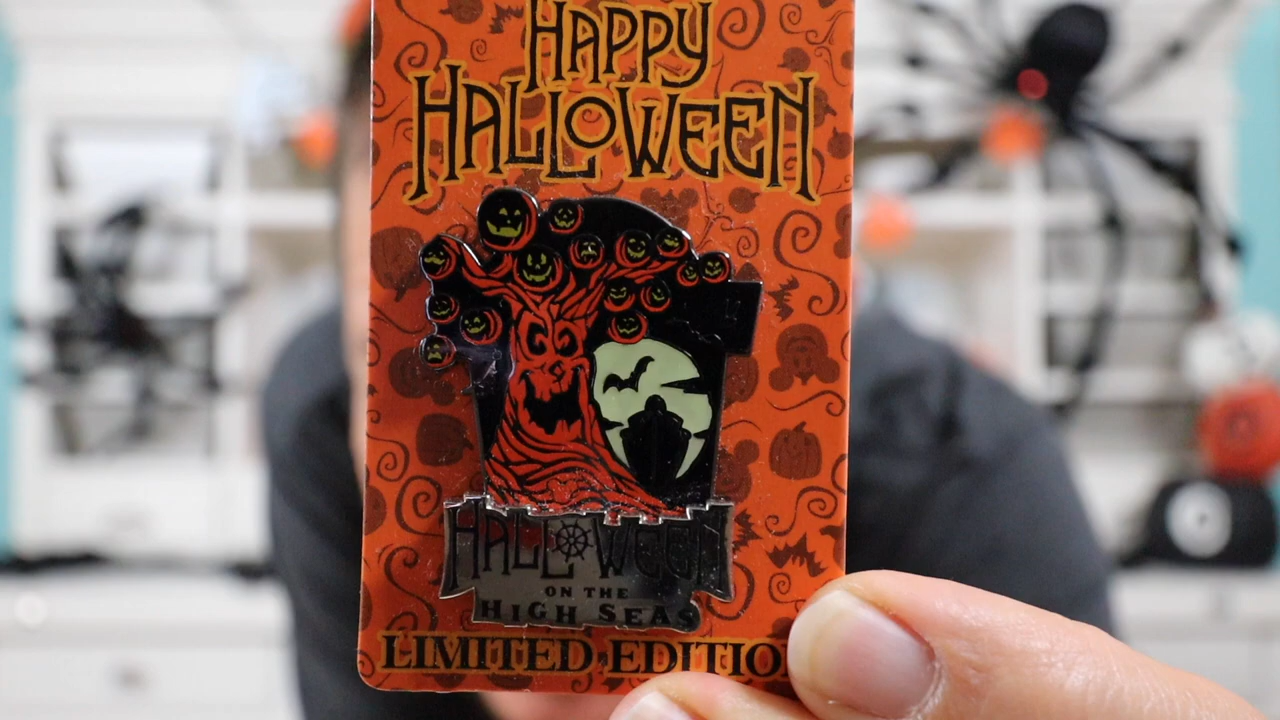 HAPPY
HALLOWEEN
HALLOWEEN
ON THE
HIGH SEAS
LIMITED EDITIO